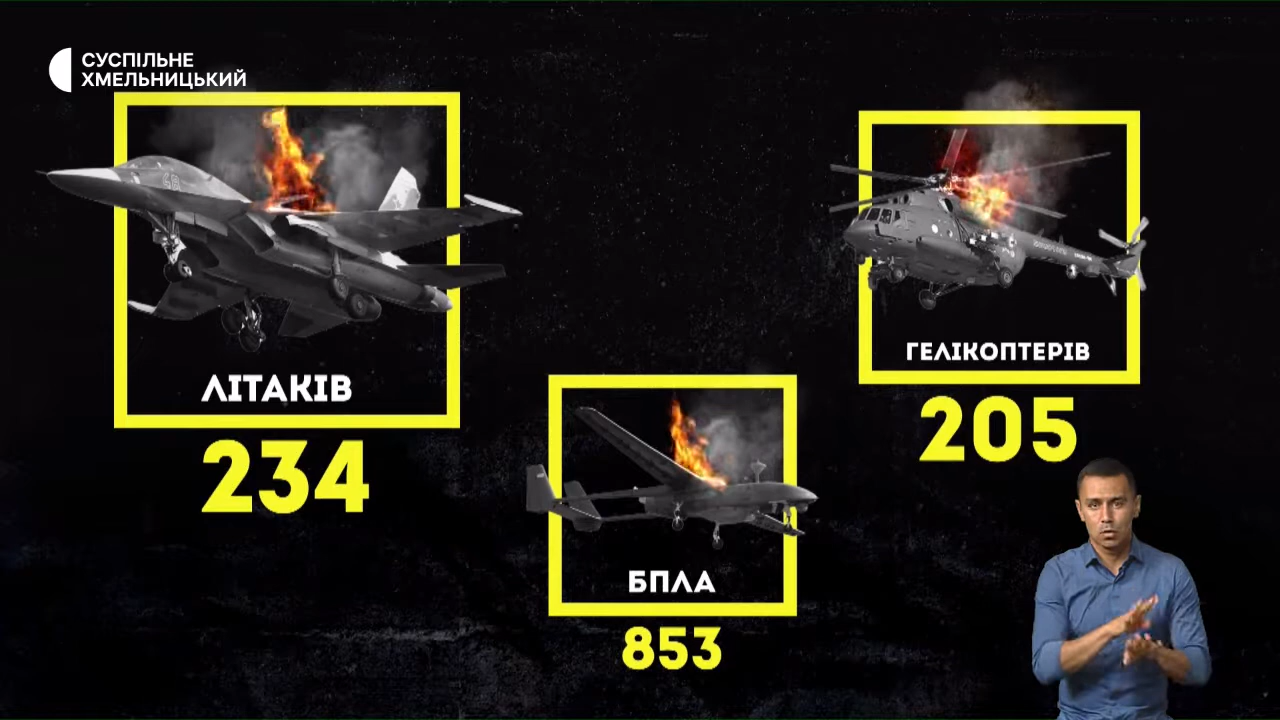 СУСПІЛЬНЕ
ХМЕЛЬНИЦЬКИЙ
ЛІТАКІВ
234
ГЕЛІКОПТЕРІВ
205
БПЛА
853